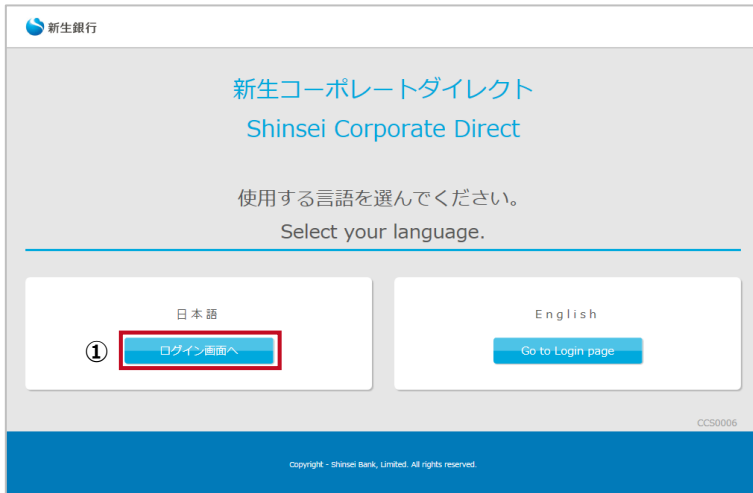 新生銀行
新生コーポレートダイレクト
Shinsei Corporate Direct
使用する言語を選んでください。
Select your language.
日本語
①
ログイン画面へ
English
Go to Login page
CCS0006
Copyright - Shinsei Bank, Limited. All rights reserved.